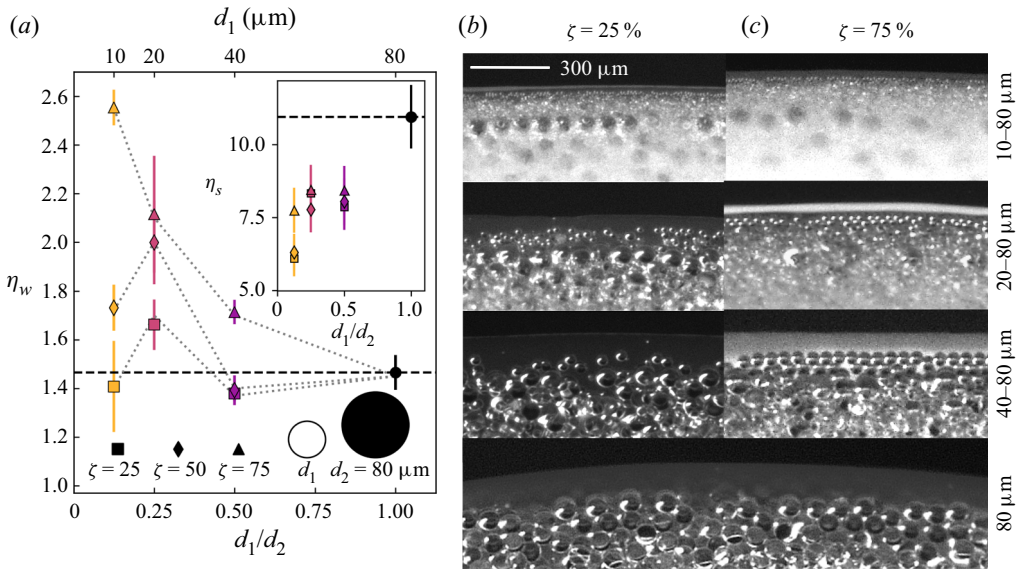 (a)
d₁ (μm)
10 20 40 80
2.6
2.4
2.2
2.0
1.8
1.6
1.4
1.2
1.0
η_w
0 0.25 0.50 0.75 1.00
d₁/d₂
10.0
7.5
5.0
η_s
0 0.5 1.0
d₁/d₂
ζ = 25 ζ = 50 ζ = 75 d₁ d₂ = 80 μm
(b) ζ = 25 %
(c) ζ = 75 %
300 μm
10–80 μm
20–80 μm
40–80 μm
80 μm